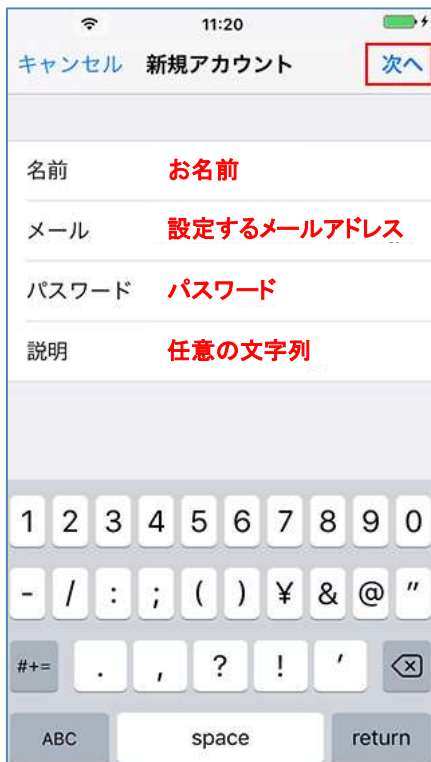 11:20
キャンセル 新規アカウント 次へ
名前 お名前
メール 設定するメールアドレス
パスワード パスワード
説明 任意の文字列
1 2 3 4 5 6 7 8 9 0
- / : ; ( ) ¥ & @ "
#+= . , ? ! ′
ABC space return